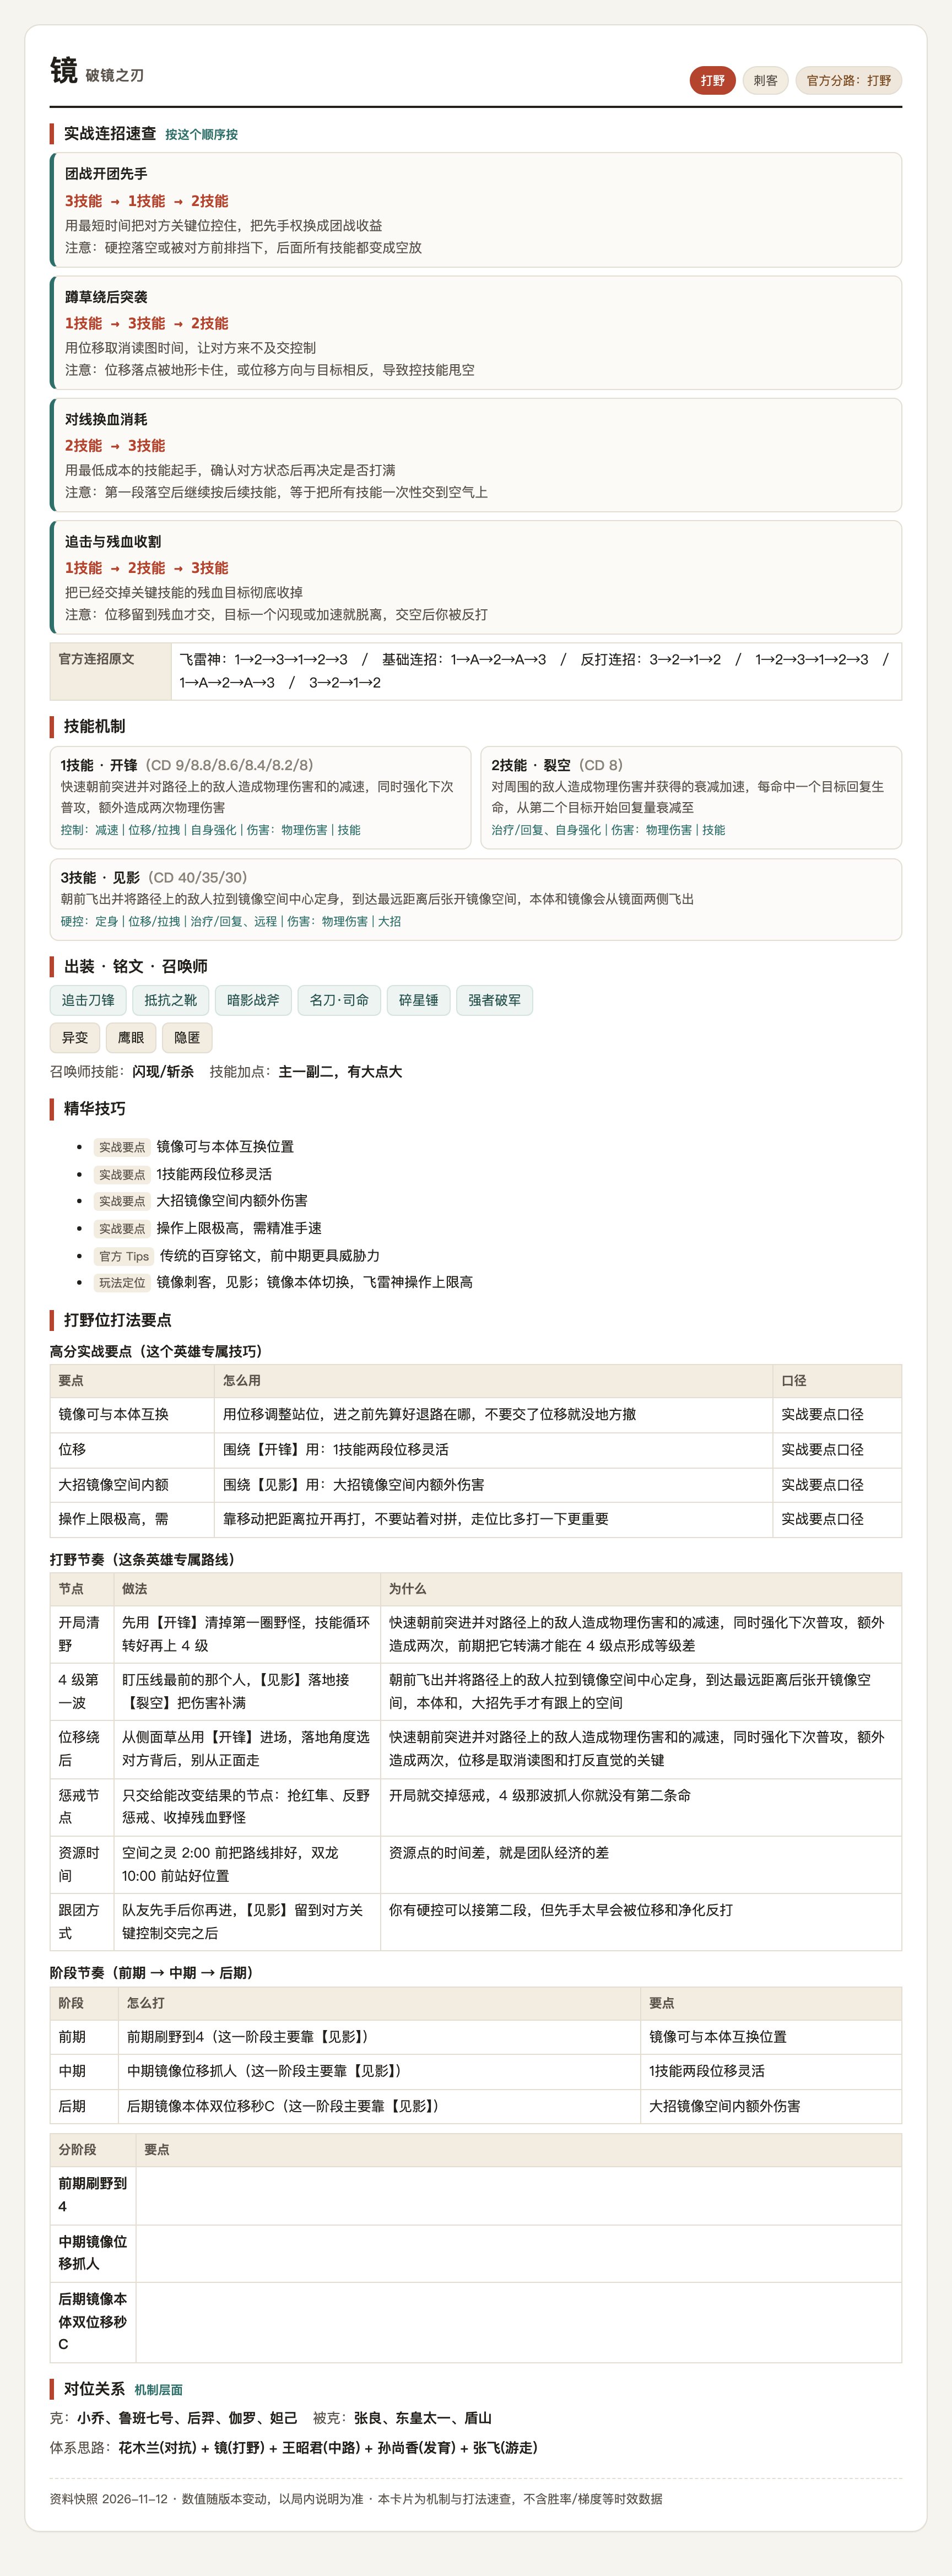 镜 破镜之刃
打野 刺客 官方分路：打野
实战连招速查 按这个顺序按
团战开团先手
3技能 → 1技能 → 2技能
用最短时间把对方关键位控住，把先手权换成团战收益
注意：硬控落空或被对方前排挡下，后面所有技能都变成空放
蹲草绕后突袭
1技能 → 3技能 → 2技能
用位移取消读图时间，让对方来不及交控制
注意：位移落点被地形卡住，或位移方向与目标相反，导致控技能甩空
对线换血消耗
2技能 → 3技能
用最低成本的技能起手，确认对方状态后再决定是否打满
注意：第一段落空后继续按后续技能，等于把所有技能一次性交到空气上
追击与残血收割
1技能 → 2技能 → 3技能
把已经交掉关键技能的残血目标彻底收掉
注意：位移留到残血才交，目标一个闪现或加速就脱离，交空后你被反打
官方连招原文
飞雷神：1→2→3→1→2→3 / 基础连招：1→A→2→A→3 / 反打连招：3→2→1→2 / 1→2→3→1→2→3 /
1→A→2→A→3 / 3→2→1→2
技能机制
1技能 · 开锋（CD 9/8.8/8.6/8.4/8.2/8）
快速朝前突进并对路径上的敌人造成物理伤害和的减速，同时强化下次
普攻，额外造成两次物理伤害
控制：减速 | 位移/拉拽 | 自身强化 | 伤害：物理伤害 | 技能
2技能 · 裂空（CD 8）
对周围的敌人造成物理伤害并获得的衰减加速，每命中一个目标回复生
命，从第二个目标开始回复量衰减至
治疗/回复、自身强化 | 伤害：物理伤害 | 技能
3技能 · 见影（CD 40/35/30）
朝前飞出并将路径上的敌人拉到镜像空间中心定身，到达最远距离后张开镜像空间，本体和镜像会从镜面两侧飞出
硬控：定身 | 位移/拉拽 | 治疗/回复、远程 | 伤害：物理伤害 | 大招
出装 · 铭文 · 召唤师
追击刀锋 抵抗之靴 暗影战斧 名刀·司命 碎星锤 强者破军
异变 鹰眼 隐匿
召唤师技能：闪现/斩杀 技能加点：主一副二，有大点大
精华技巧
• 实战要点 镜像可与本体互换位置
• 实战要点 1技能两段位移灵活
• 实战要点 大招镜像空间内额外伤害
• 实战要点 操作上限极高，需精准手速
• 官方 Tips 传统的百穿铭文，前中期更具威胁力
• 玩法定位 镜像刺客，见影；镜像本体切换，飞雷神操作上限高
打野位打法要点
高分实战要点（这个英雄专属技巧）
要点 怎么用 口径
镜像可与本体互换 用位移调整站位，进之前先算好退路在哪，不要交了位移就没地方撤 实战要点口径
位移 围绕【开锋】用：1技能两段位移灵活 实战要点口径
大招镜像空间内额 围绕【见影】用：大招镜像空间内额外伤害 实战要点口径
操作上限极高，需 靠移动把距离拉开再打，不要站着对拼，走位比多打一下更重要 实战要点口径
打野节奏（这条英雄专属路线）
节点 做法 为什么
开局清
野
先用【开锋】清掉第一圈野怪，技能循环
转好再上 4 级
快速朝前突进并对路径上的敌人造成物理伤害和的减速，同时强化下次普攻，额外
造成两次，前期把它转满才能在 4 级点形成等级差
4 级第
一波
盯压线最前的那个人，【见影】落地接
【裂空】把伤害补满
朝前飞出并将路径上的敌人拉到镜像空间中心定身，到达最远距离后张开镜像空
间，本体和，大招先手才有跟上的空间
位移绕
后
从侧面草丛用【开锋】进场，落地角度选
对方背后，别从正面走
快速朝前突进并对路径上的敌人造成物理伤害和的减速，同时强化下次普攻，额外
造成两次，位移是取消读图和打反直觉的关键
惩戒节
点
只交给能改变结果的节点：抢红隼、反野
惩戒、收掉残血野怪
开局就交掉惩戒，4 级那波抓人你就没有第二条命
资源时
间
空间之灵 2:00 前把路线排好，双龙
10:00 前站好位置
资源点的时间差，就是团队经济的差
跟团方
式
队友先手后你再进，【见影】留到对方关
键控制交完之后
你有硬控可以接第二段，但先手太早会被位移和净化反打
阶段节奏（前期 → 中期 → 后期）
阶段 怎么打 要点
前期 前期刷野到4（这一阶段主要靠【见影】） 镜像可与本体互换位置
中期 中期镜像位移抓人（这一阶段主要靠【见影】） 1技能两段位移灵活
后期 后期镜像本体双位移秒C（这一阶段主要靠【见影】） 大招镜像空间内额外伤害
分阶段 要点
前期刷野到
4
中期镜像位
移抓人
后期镜像本
体双位移秒
C
对位关系 机制层面
克：小乔、鲁班七号、后羿、伽罗、妲己 被克：张良、东皇太一、盾山
体系思路：花木兰(对抗) + 镜(打野) + 王昭君(中路) + 孙尚香(发育) + 张飞(游走)
资料快照 2026-11-12 · 数值随版本变动，以局内说明为准 · 本卡片为机制与打法速查，不含胜率/梯度等时效数据